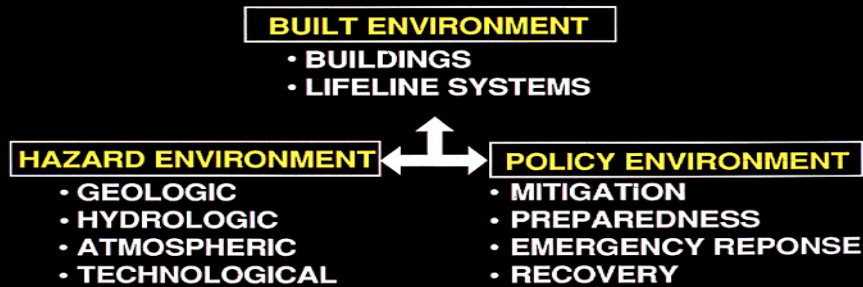 BUILT ENVIRONMENT
• BUILDINGS
• LIFELINE SYSTEMS
HAZARD ENVIRONMENT
• GEOLOGIC
• HYDROLOGIC
• ATMOSPHERIC
• TECHNOLOGICAL
POLICY ENVIRONMENT
• MITIGATION
• PREPAREDNESS
• EMERGENCY REPONSE
• RECOVERY